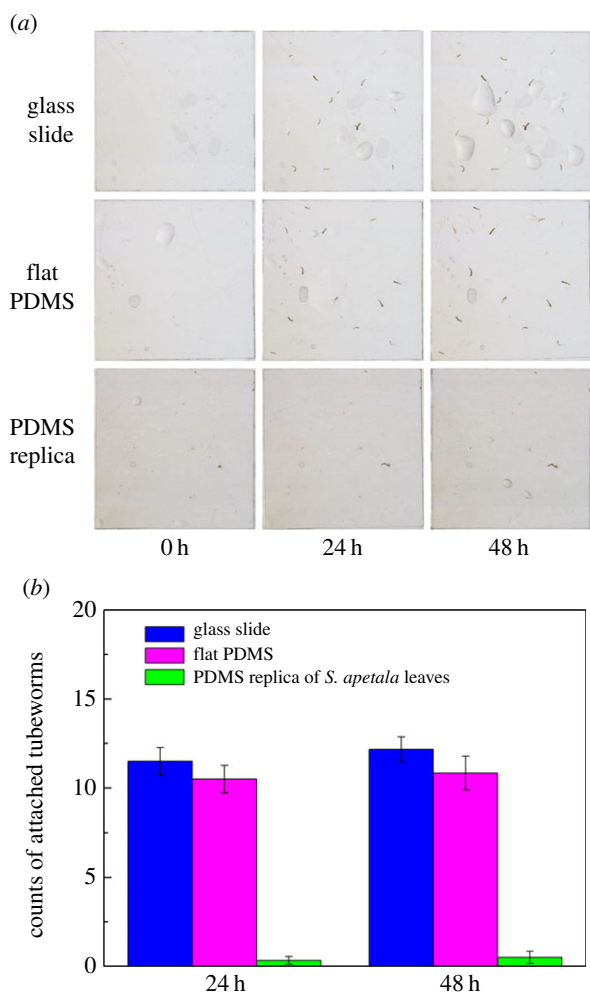 (a)
glass
slide
flat
PDMS
PDMS
replica
0 h
24 h
48 h
(b)
20
15
10
5
0
counts of attached tubeworms
glass slide
flat PDMS
PDMS replica of S. apetala leaves
24 h
48 h